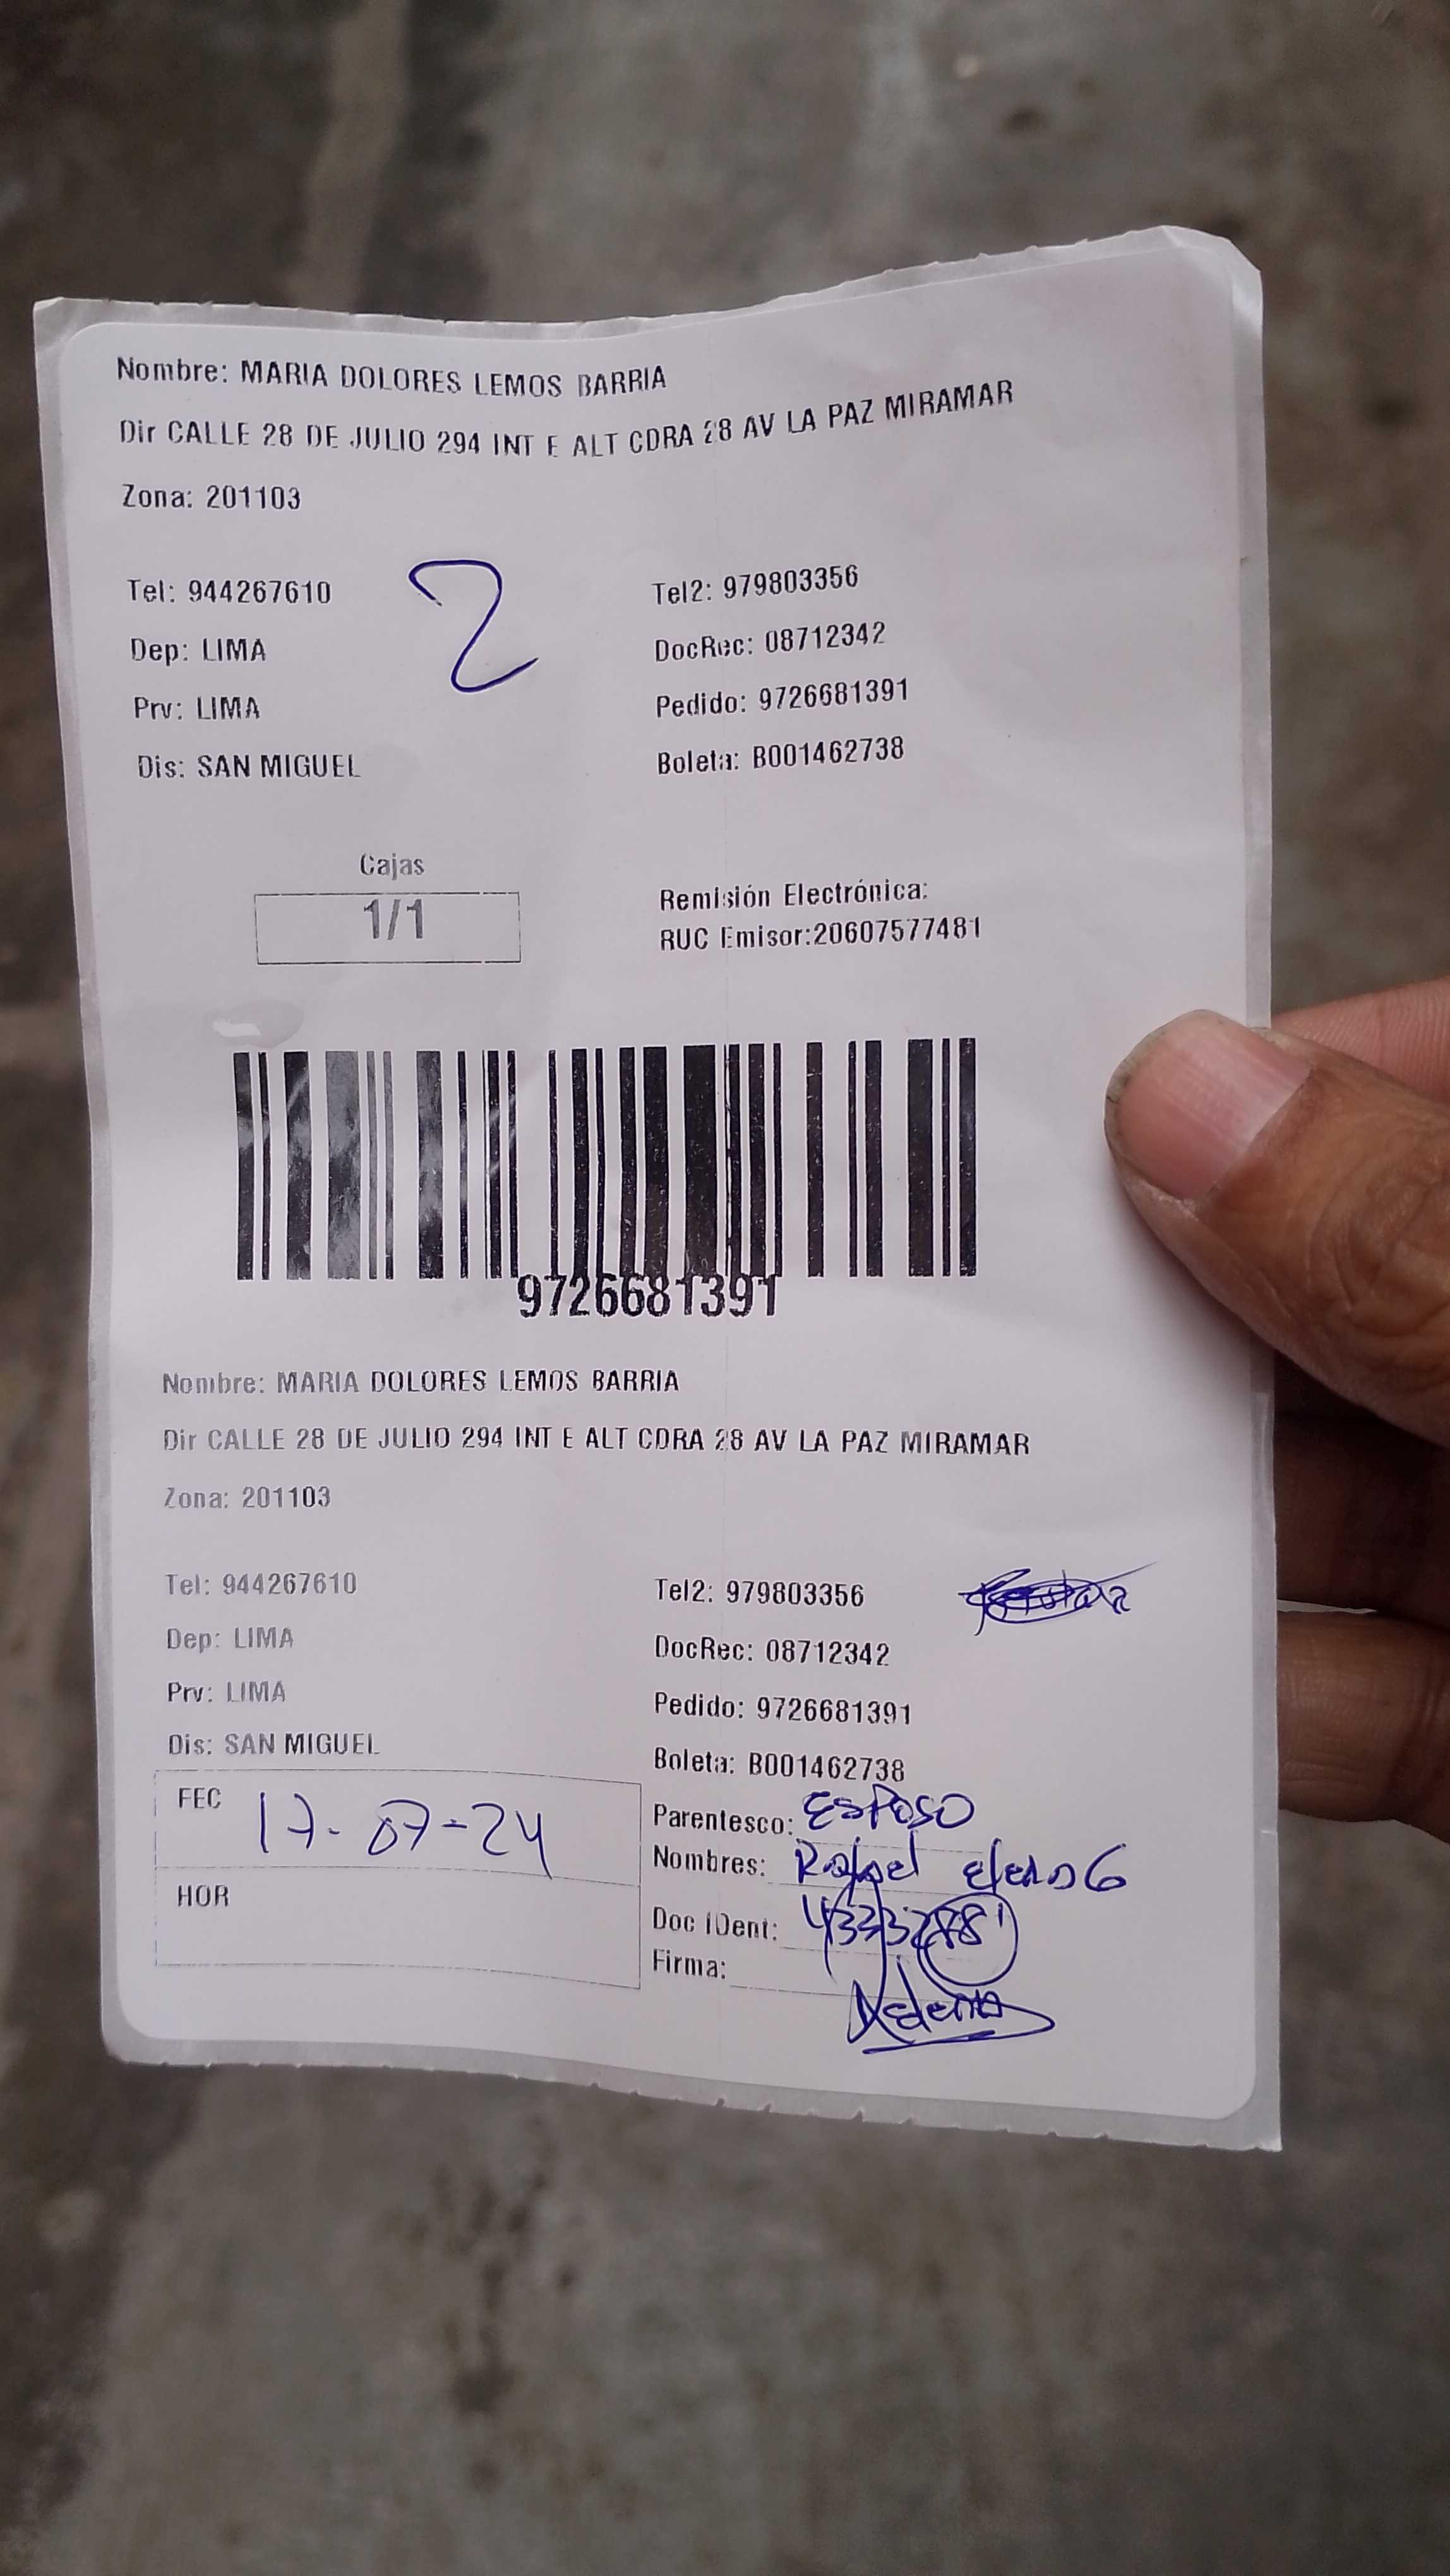 Nombre: MARIA DOLORES LEMOS BARRIA
Dir CALLE 28 DE JULIO 294 INT E ALT CDRA 28 AV LA PAZ MIRAMAR
Zona: 201103
2
Tel: 944267610
Tel2: 979803356
Dep: LIMA
DocRec: 08712342
Prv: LIMA
Pedido: 9726681391
Dis: SAN MIGUEL
Boleta: B001462738
Cajas
1/1
Remisión Electrónica:
RUC Emisor:20607577481
9726681391
Nombre: MARIA DOLORES LEMOS BARRIA
Dir CALLE 28 DE JULIO 294 INT E ALT CDRA 28 AV LA PAZ MIRAMAR
Zona: 201103
Tel: 944267610
Tel2: 979803356
Dep: LIMA
DocRec: 08712342
Prv: LIMA
Pedido: 9726681391
Dis: SAN MIGUEL
Boleta: B001462738
FEC 17-07-24
Parentesco: ESPOSO
Nombres: Rafael
HOR
Doc IDent:
Firma: